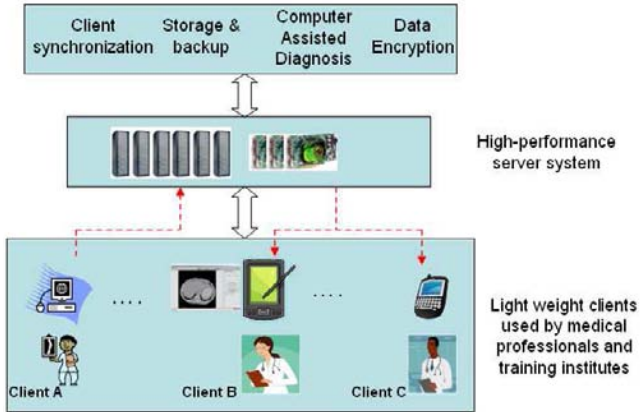 Client synchronization
Storage & backup
Computer Assisted Diagnosis
Data Encryption
High-performance
server system
Light weight clients
used by medical
professionals and
training institutes
Client A
Client B
Client C